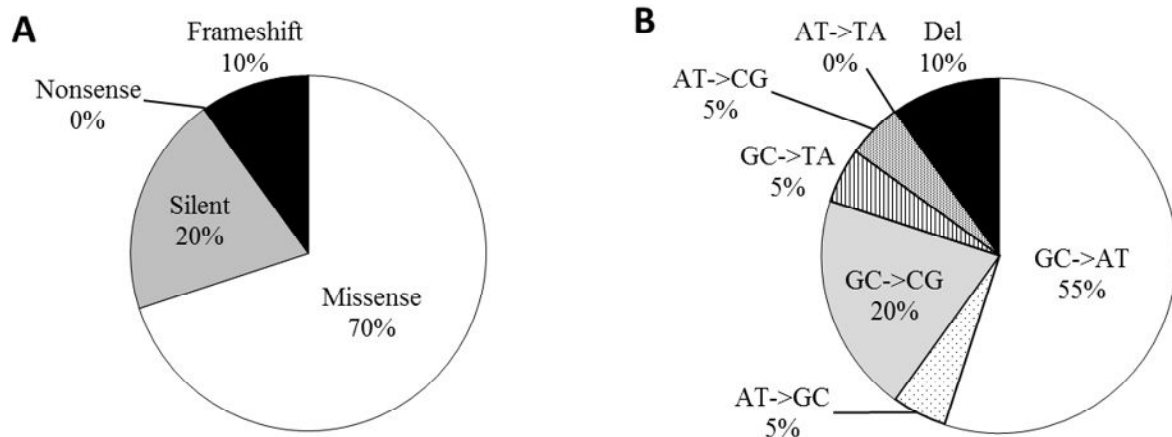 A
Frameshift
10%
Nonsense
0%
Silent
20%
Missense
70%
B
AT->TA
0%
Del
10%
AT->CG
5%
GC->TA
5%
GC->CG
20%
GC->AT
55%
AT->GC
5%